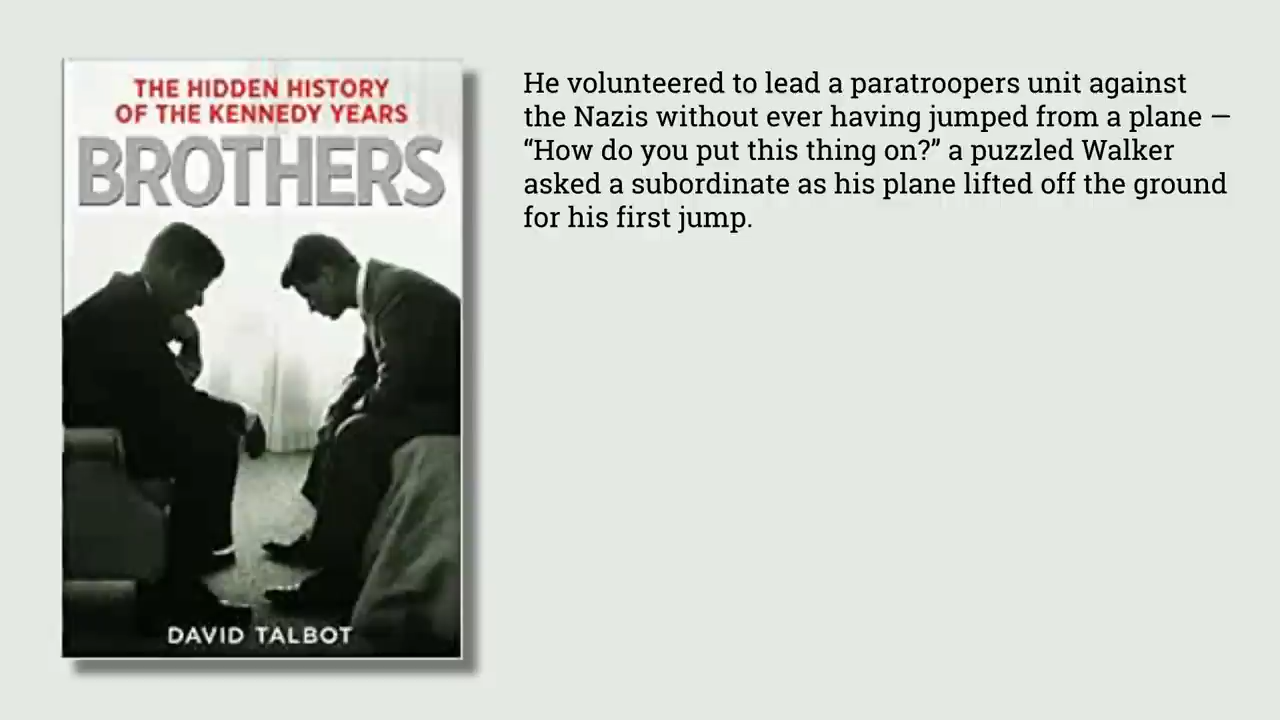 THE HIDDEN HISTORY
OF THE KENNEDY YEARS
BROTHERS
DAVID TALBOT
He volunteered to lead a paratroopers unit against
the Nazis without ever having jumped from a plane —
“How do you put this thing on?” a puzzled Walker
asked a subordinate as his plane lifted off the ground
for his first jump.